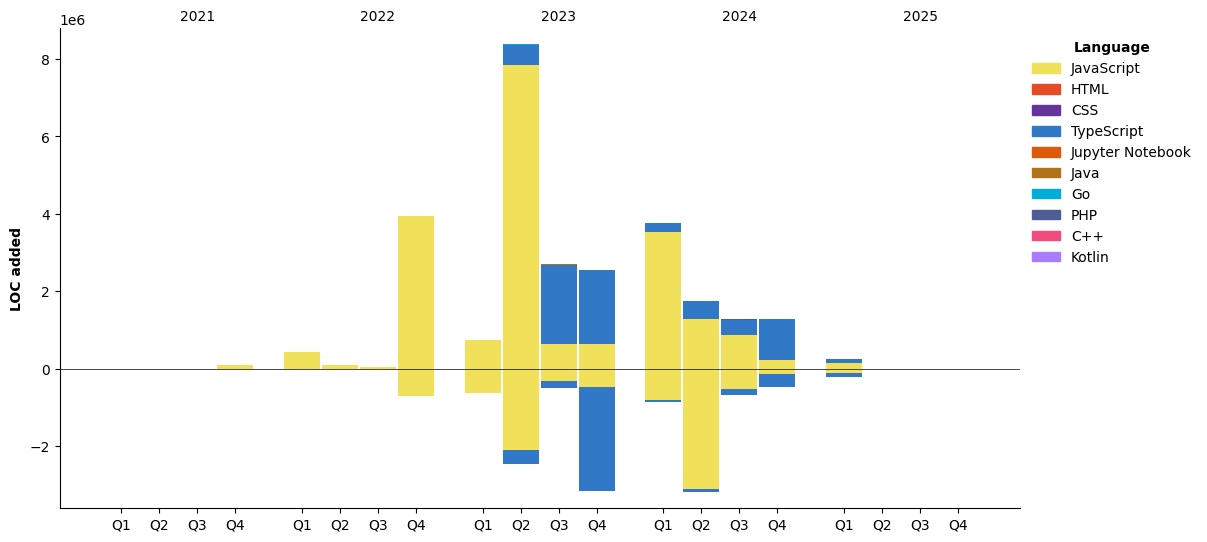 2021 2022 2023 2024 2025
1e6
8
6
4
2
0
−2
LOC added
Q1 Q2 Q3 Q4 Q1 Q2 Q3 Q4 Q1 Q2 Q3 Q4 Q1 Q2 Q3 Q4 Q1 Q2 Q3 Q4
Language
JavaScript
HTML
CSS
TypeScript
Jupyter Notebook
Java
Go
PHP
C++
Kotlin